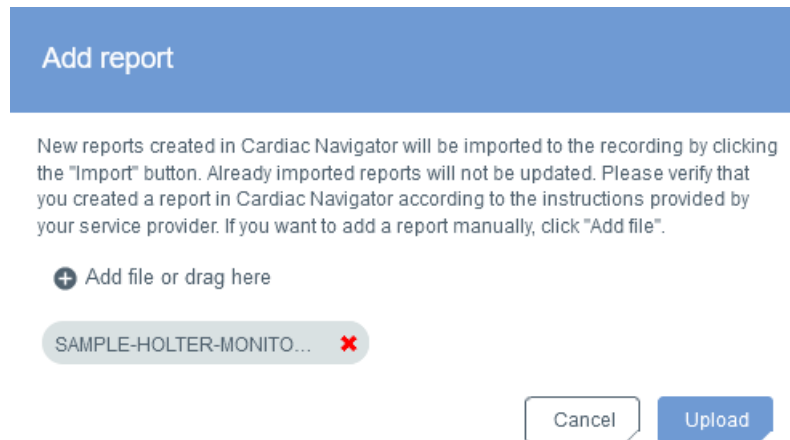 Add report
New reports created in Cardiac Navigator will be imported to the recording by clicking
the "Import" button. Already imported reports will not be updated. Please verify that
you created a report in Cardiac Navigator according to the instructions provided by
your service provider. If you want to add a report manually, click "Add file".
Add file or drag here
SAMPLE-HOLTER-MONITO...
Cancel
Upload